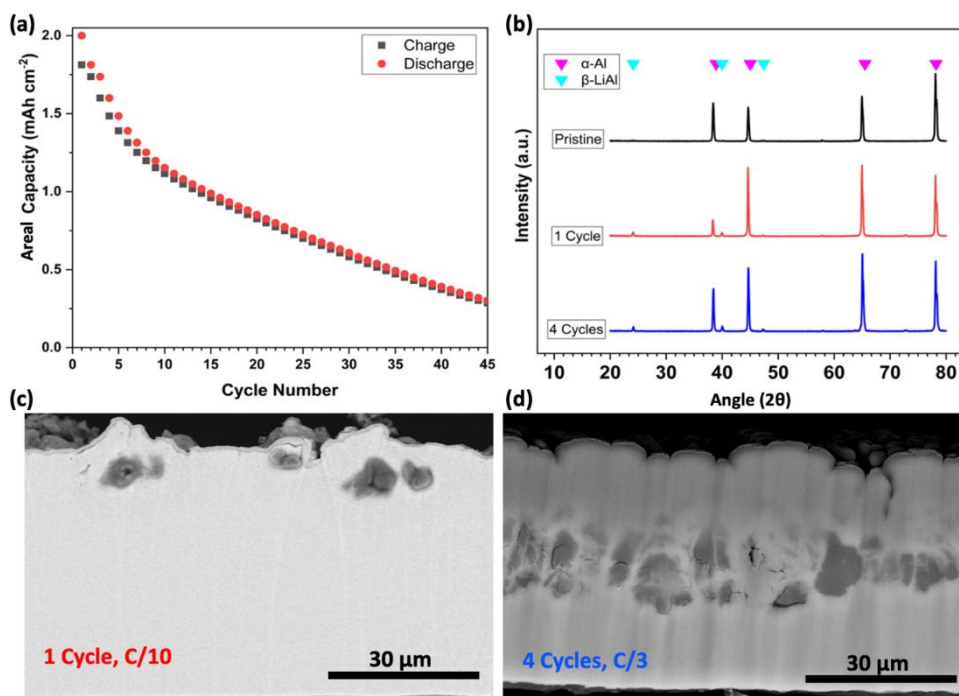 (a)
Areal Capacity (mAh cm⁻²)
2.0
1.5
1.0
0.5
0.0
Charge
Discharge
0 5 10 15 20 25 30 35 40 45
Cycle Number
(b)
Intensity (a.u.)
α-Al
β-LiAl
Pristine
1 Cycle
4 Cycles
10 20 30 40 50 60 70 80
Angle (2θ)
(c)
1 Cycle, C/10
30 μm
(d)
4 Cycles, C/3
30 μm